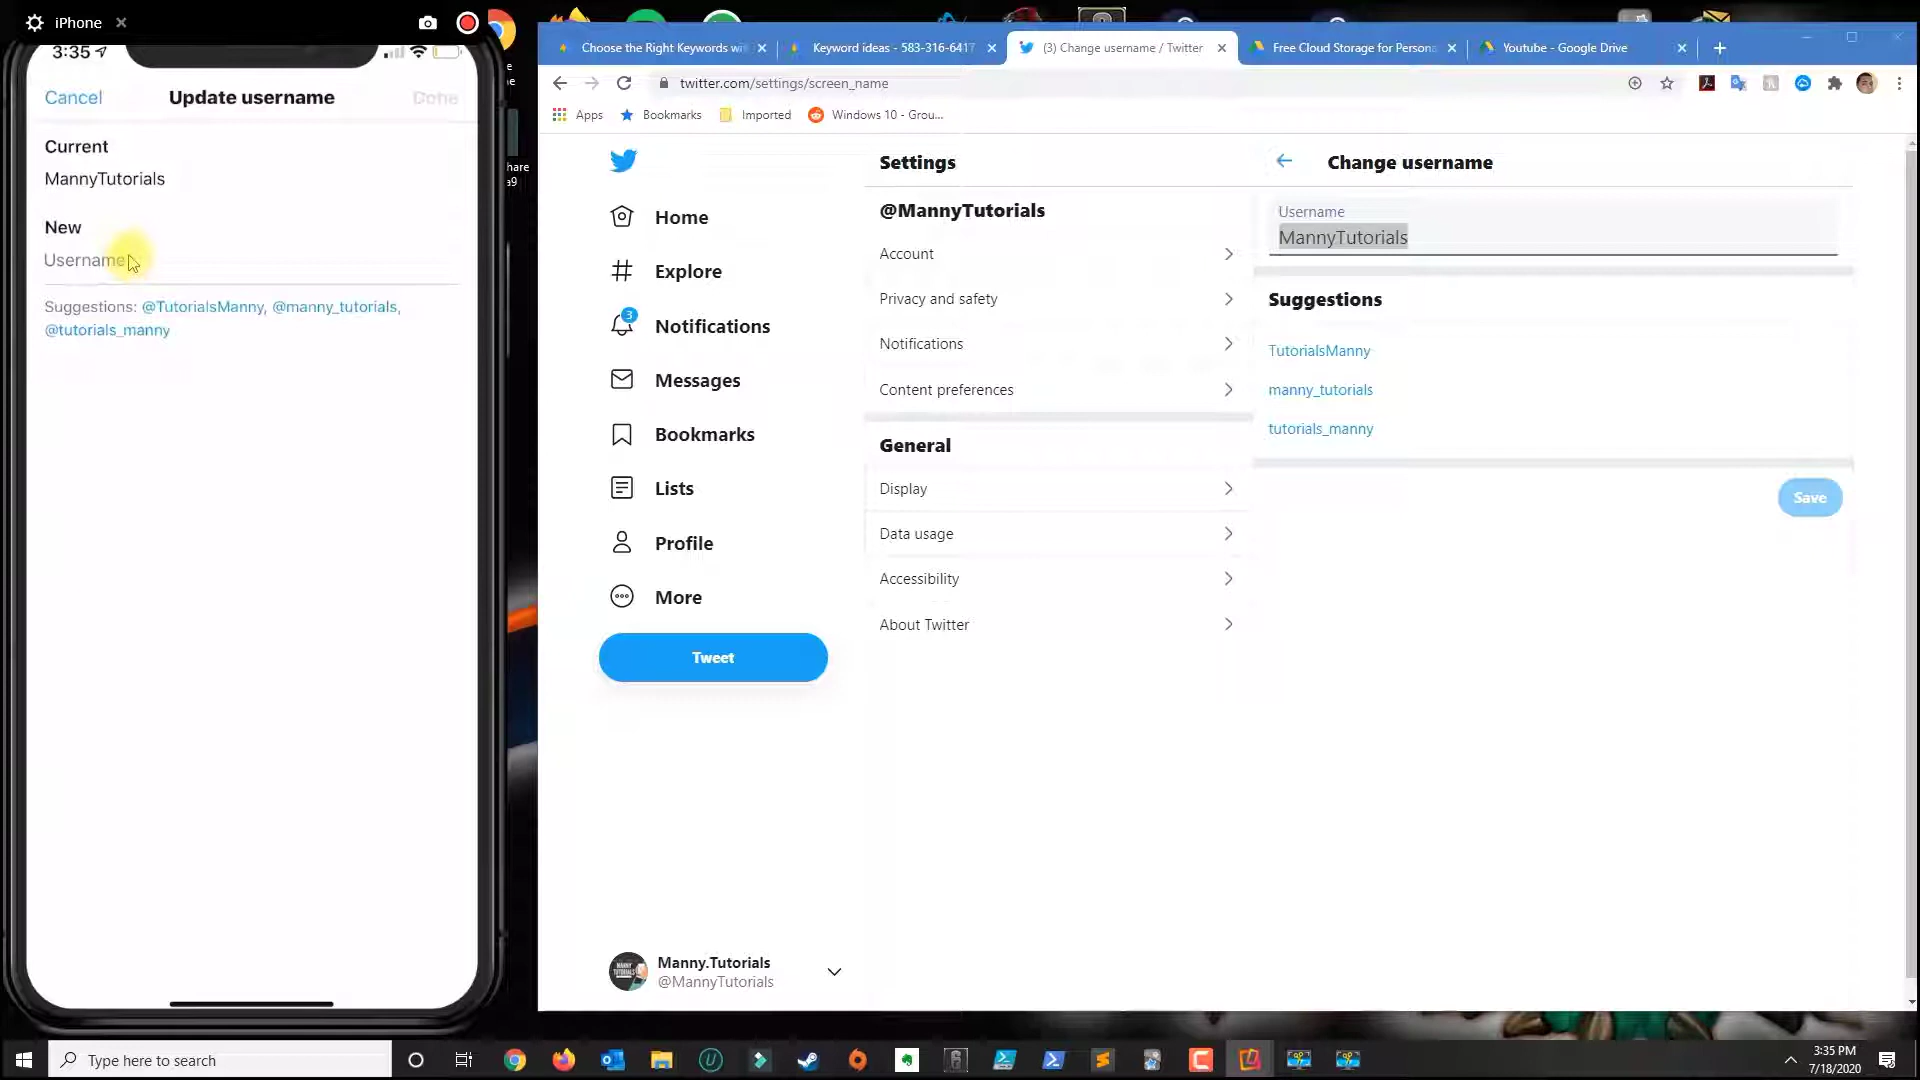 iPhone
3:35
Cancel
Update username
Done
Current
MannyTutorials
New
Username
Suggestions: @TutorialsManny, @manny_tutorials,
@tutorials_manny
Choose the Right Keywords wi
Keyword ideas - 583-316-6417
(3) Change username / Twitter
Free Cloud Storage for Persona
Youtube - Google Drive
twitter.com/settings/screen_name
Apps
Bookmarks
Imported
Windows 10 - Grou...
Home
Explore
3
Notifications
Messages
Bookmarks
Lists
Profile
More
Tweet
Manny.Tutorials
@MannyTutorials
Settings
@MannyTutorials
Account
Privacy and safety
Notifications
Content preferences
General
Display
Data usage
Accessibility
About Twitter
Change username
Username
MannyTutorials
Suggestions
TutorialsManny
manny_tutorials
tutorials_manny
Save
Type here to search
3:35 PM
7/18/2020